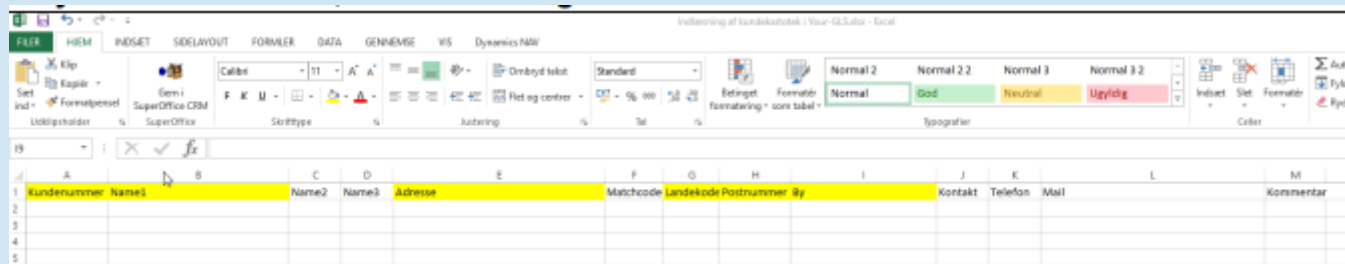 Indlæsning af kundekartotek i Your-GLS.xlsx - Excel
FILER HJEM INDSÆT SIDELAYOUT FORMLER DATA GENNEMSE VIS Dynamics NAV
Klip
Kopiér
Formatpensel
Sæt ind
Udklipsholder
Gem i SuperOffice CRM
SuperOffice
Calibri 11
F K U
Skrifttype
Ombryd tekst
Flet og centrer
Justering
Standard
% 000
Tal
Betinget formatering
Formatér som tabel
Normal 2 Normal 2 2 Normal 3 Normal 3 2
Normal God Neutral Ugyldig
Typografier
Indsæt Slet Formatér
Celler
Σ Aut
Fyld
Ryd
I9 fx
A B C D E F G H I J K L M
1 Kundenummer Name1 Name2 Name3 Adresse Matchcode Landekode Postnummer By Kontakt Telefon Mail Kommentar
2
3
4
5